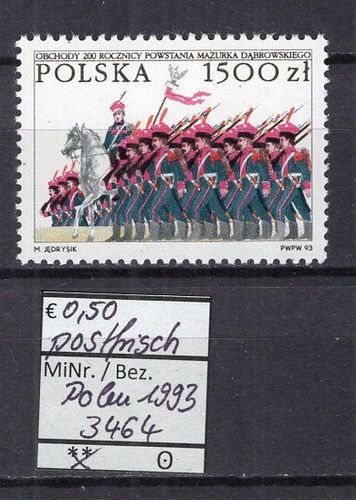 OBCHODY 200 ROCZNICY POWSTANIA MAZURKA DĄBROWSKIEGO
POLSKA 1500 zł
M. JĘDRYSIK PWPW 93
€ 0,50
postfrisch
MiNr. / Bez.
Polen 1993
3464
** ʘ